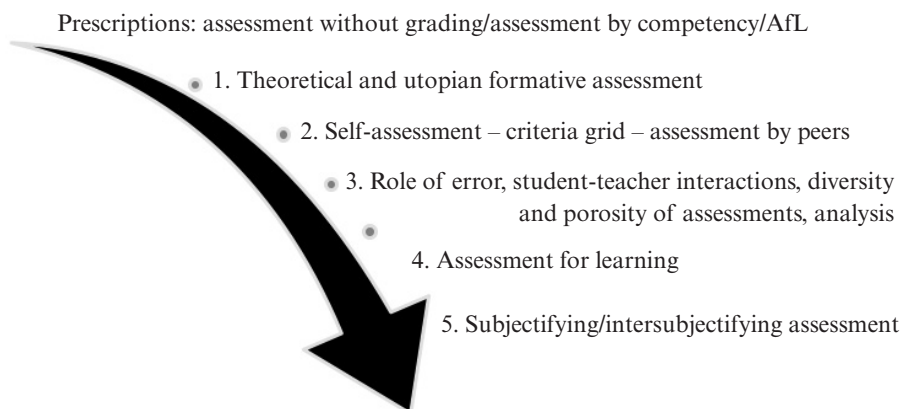 Prescriptions: assessment without grading/assessment by competency/AfL
1. Theoretical and utopian formative assessment
2. Self-assessment – criteria grid – assessment by peers
3. Role of error, student-teacher interactions, diversity
and porosity of assessments, analysis
4. Assessment for learning
5. Subjectifying/intersubjectifying assessment